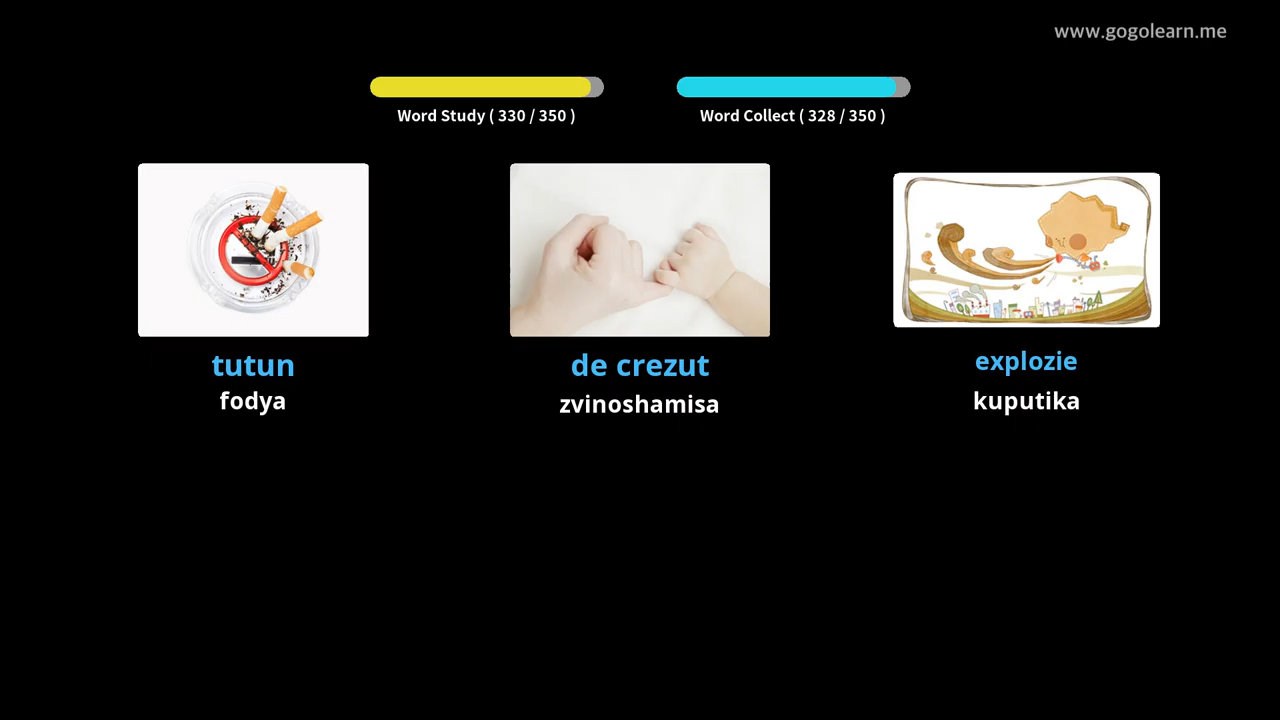 www.gogolearn.me
Word Study ( 330 / 350 )
Word Collect ( 328 / 350 )
tutun
fodya
de crezut
zvinoshamisa
explozie
kuputika